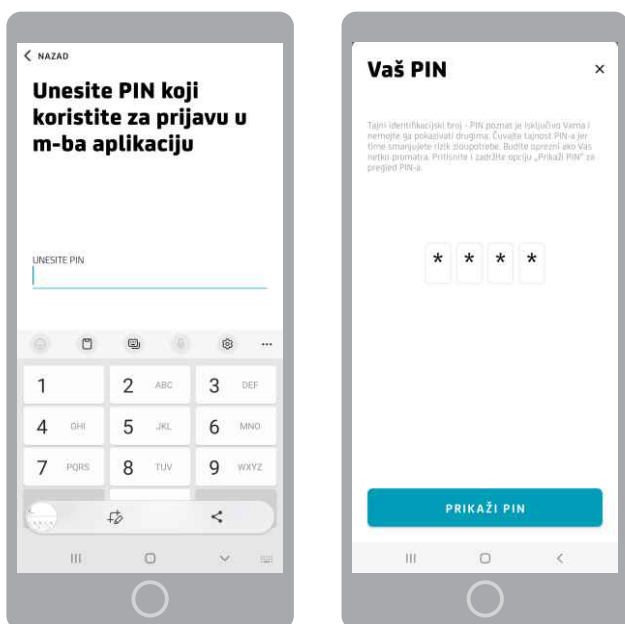 NAZAD
Unesite PIN koji
koristite za prijavu u
m-ba aplikaciju
UNESITE PIN
1
2 ABC
3 DEF
4 GHI
5 JKL
6 MNO
7 PQRS
8 TUV
9 WXYZ
Vaš PIN
Tajni identifikacijski broj - PIN poznat je isključivo Vama i
nemojte ga pokazivati drugima. Čuvajte tajnost PIN-a jer
time smanjujete rizik zloupotrebe. Budite oprezni ako Vas
netko promatra. Pritisnite i zadržite opciju „Prikaži PIN“ za
pregled PIN-a.
* * * *
PRIKAŽI PIN